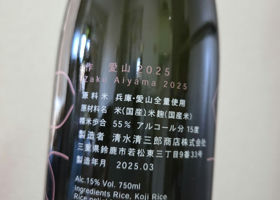 作 愛山 2025
Zaku Aiyama 2025
原料米 兵庫・愛山全量使用
原材料名 米(国産)米麹(国産米)
精米歩合 55% アルコール分 15度
製造者 清水清三郎商店株式会社
三重県鈴鹿市若松東三丁目9番33号
製造年月 2025.03
Alc.15% Vol. 750ml
Ingredients Rice, Koji Rice